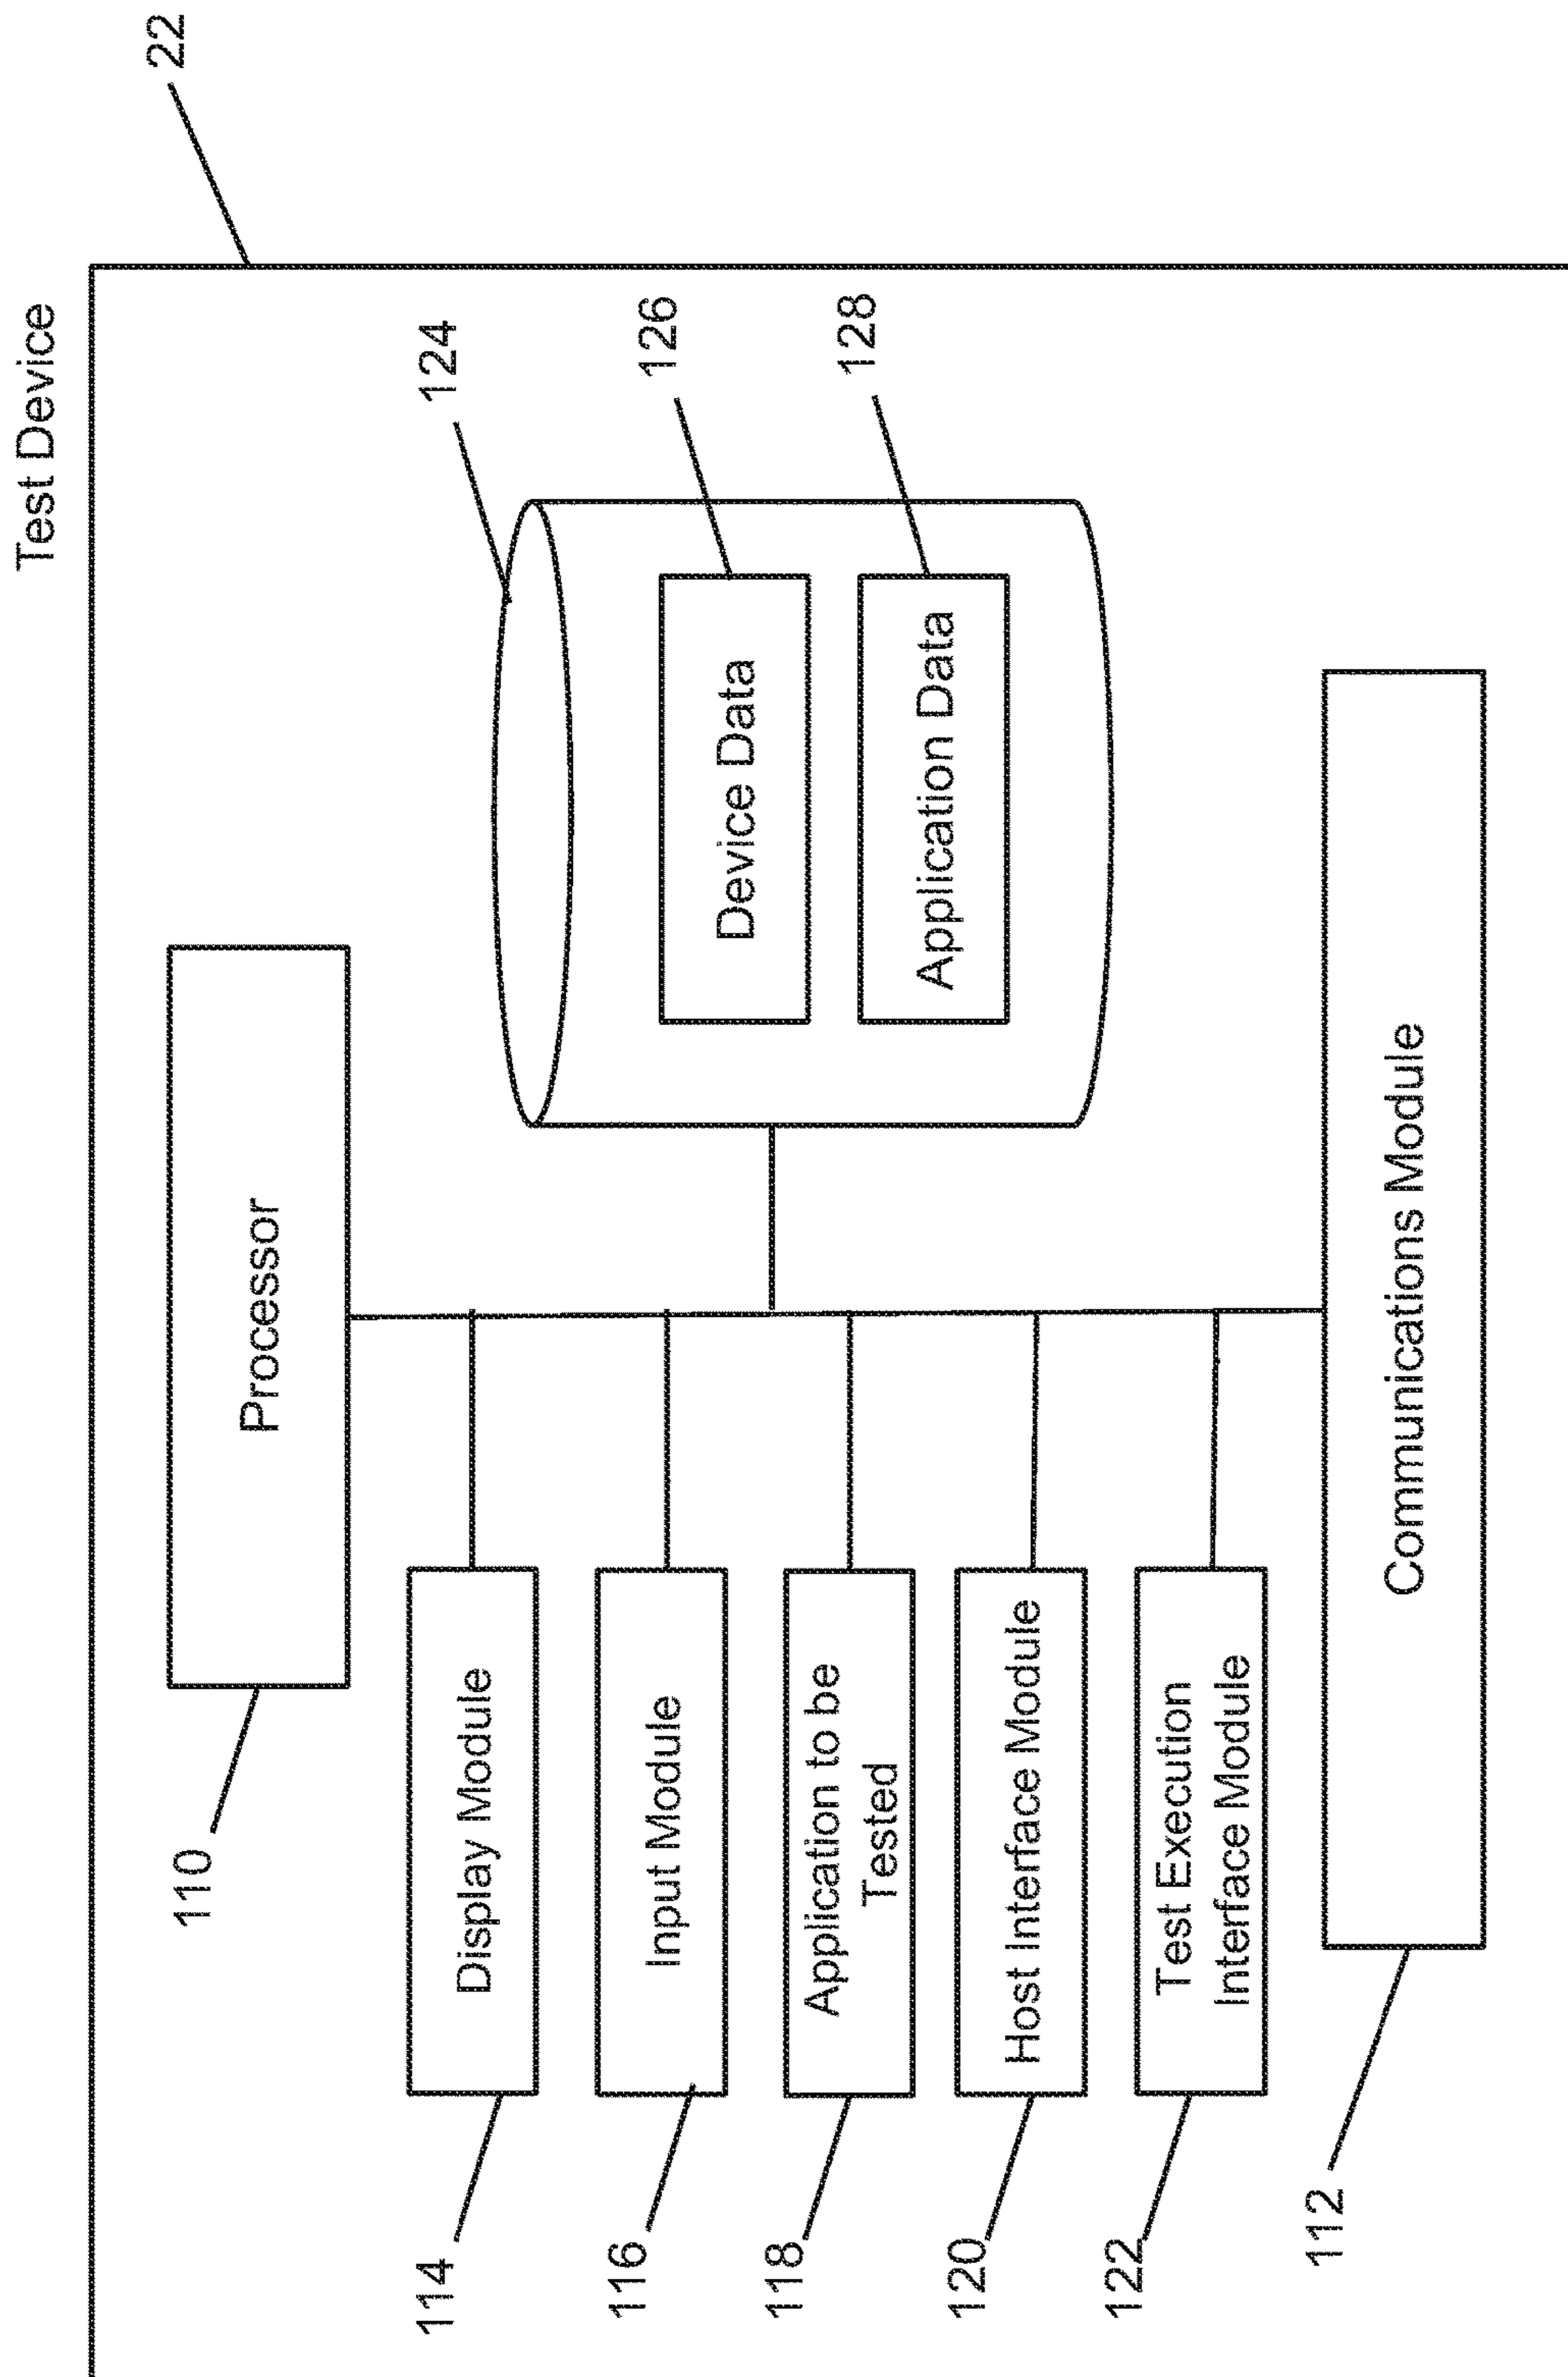 Test Device
22
Processor
110
124
Display Module
114
Device Data
126
Input Module
116
Application to be
Tested
118
Application Data
128
Host Interface Module
120
Test Execution
Interface Module
122
Communications Module
112